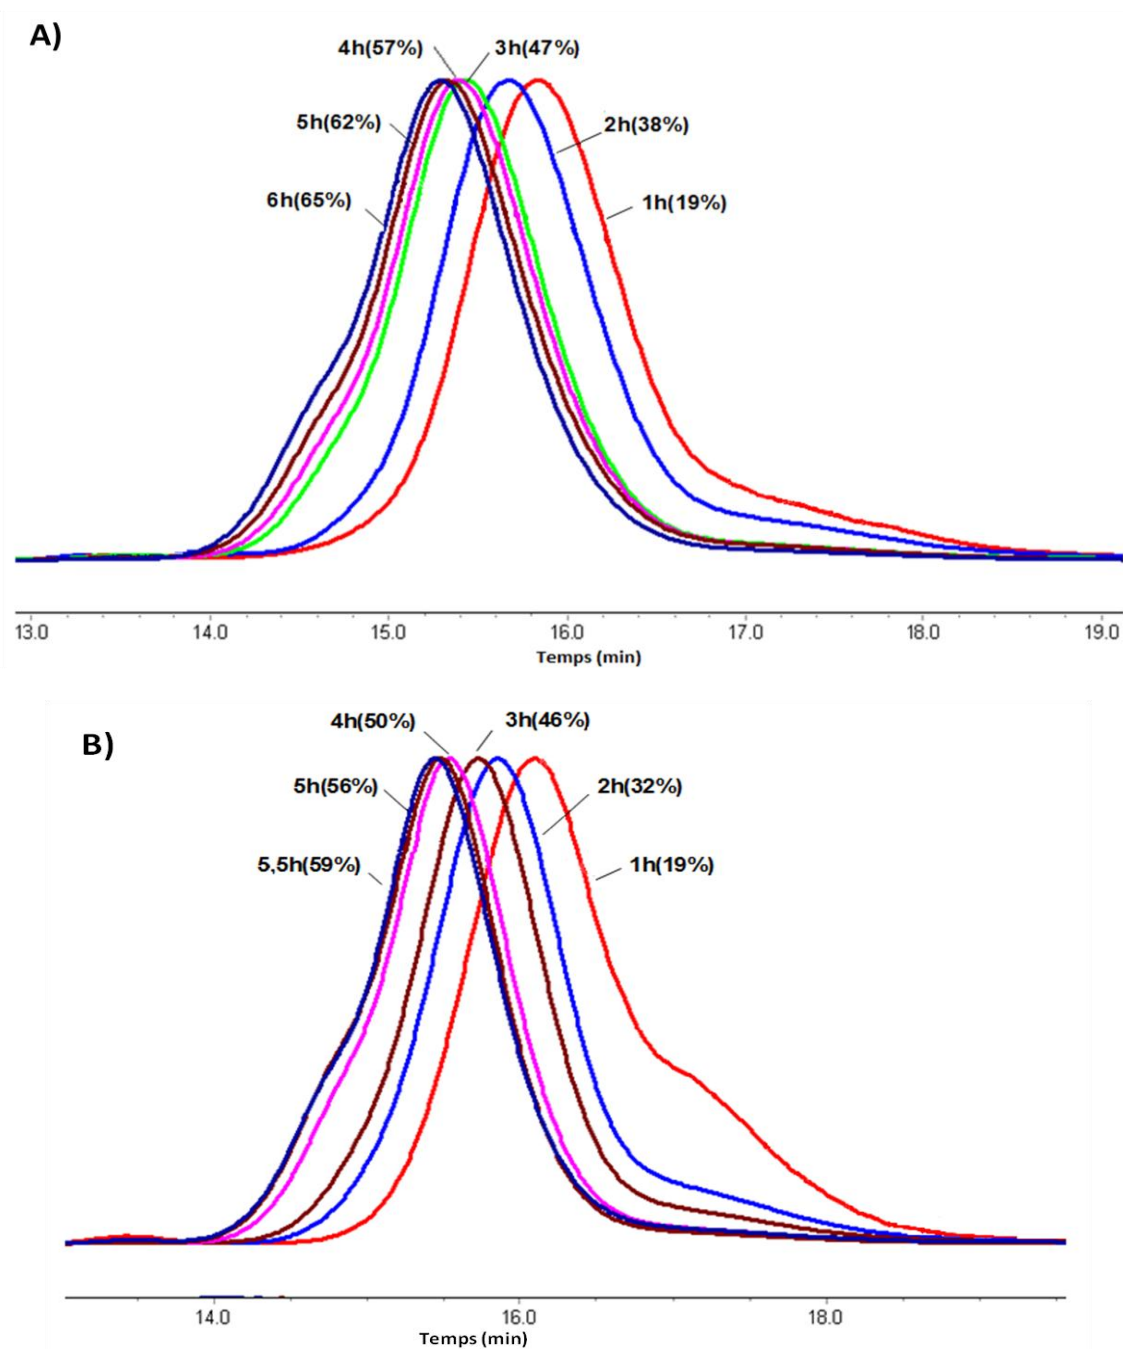 A)
4h(57%) 3h(47%)
5h(62%) 2h(38%)
6h(65%) 1h(19%)
13.0 14.0 15.0 16.0 17.0 18.0 19.0
Temps (min)
B)
4h(50%) 3h(46%)
5h(56%) 2h(32%)
5,5h(59%) 1h(19%)
14.0 16.0 18.0
Temps (min)